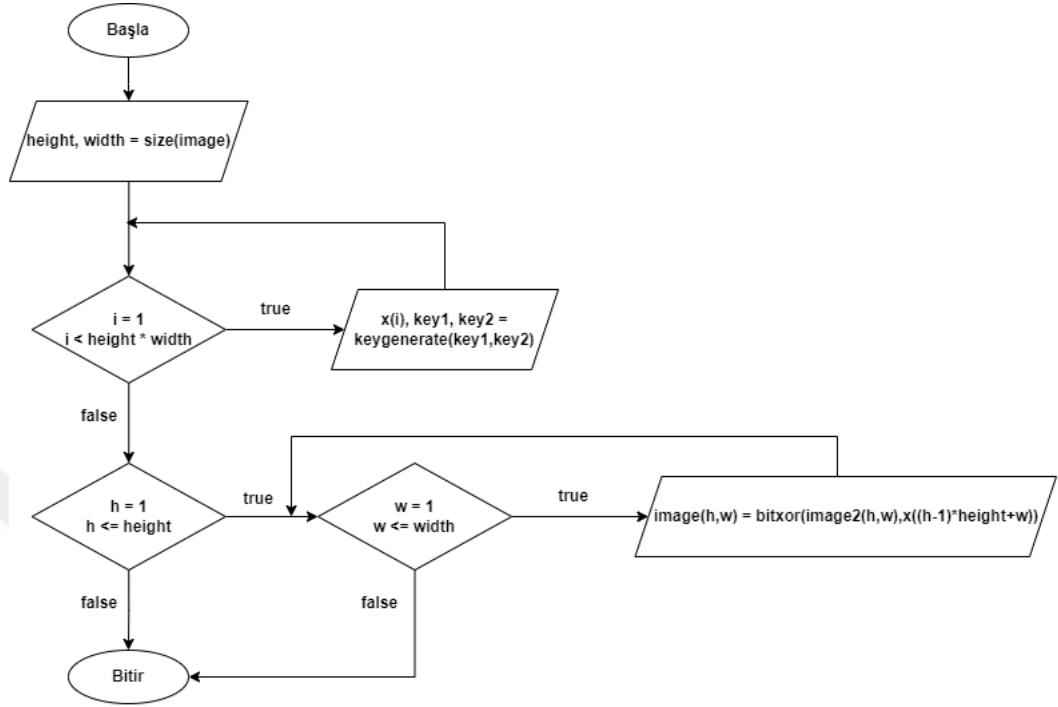 Başla
height, width = size(image)
i = 1
i < height * width
true
x(i), key1, key2 =
keygenerate(key1,key2)
false
h = 1
h <= height
true
w = 1
w <= width
true
image(h,w) = bitxor(image2(h,w),x((h-1)*height+w))
false
false
Bitir